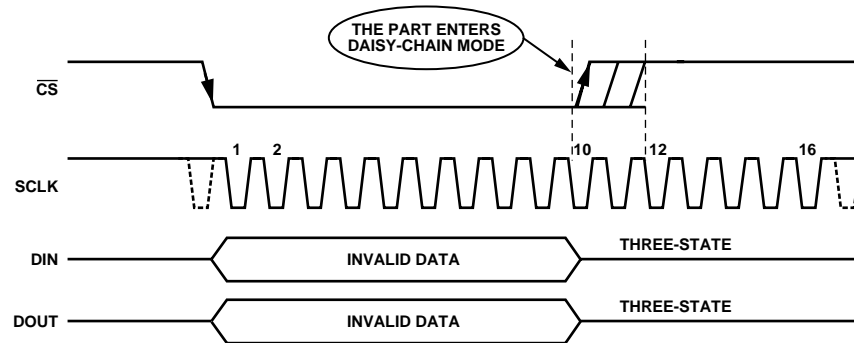 THE PART ENTERS
DAISY-CHAIN MODE
CS
1 2 10 12 16
SCLK
THREE-STATE
DIN INVALID DATA
THREE-STATE
DOUT INVALID DATA